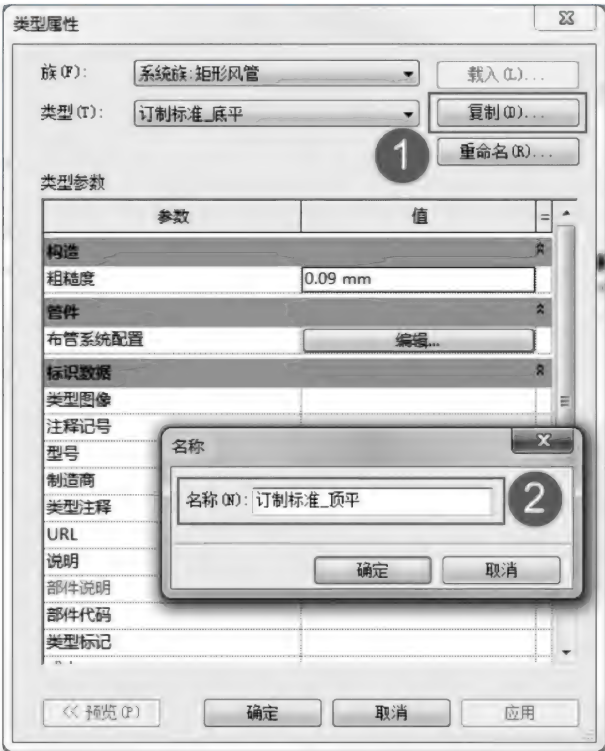 类型属性
族(F): 系统族:矩形风管 载入(L)...
类型(T): 订制标准_底平 复制(D)...
1 重命名(R)...
类型参数
参数 值 =
构造
粗糙度 0.09 mm
管件
布管系统配置 编辑...
标识数据
类型图像
注释记号
型号
制造商
类型注释
URL
说明
部件说明
部件代码
类型标记
名称
名称(N): 订制标准_顶平 2
确定 取消
<< 预览(P) 确定 取消 应用